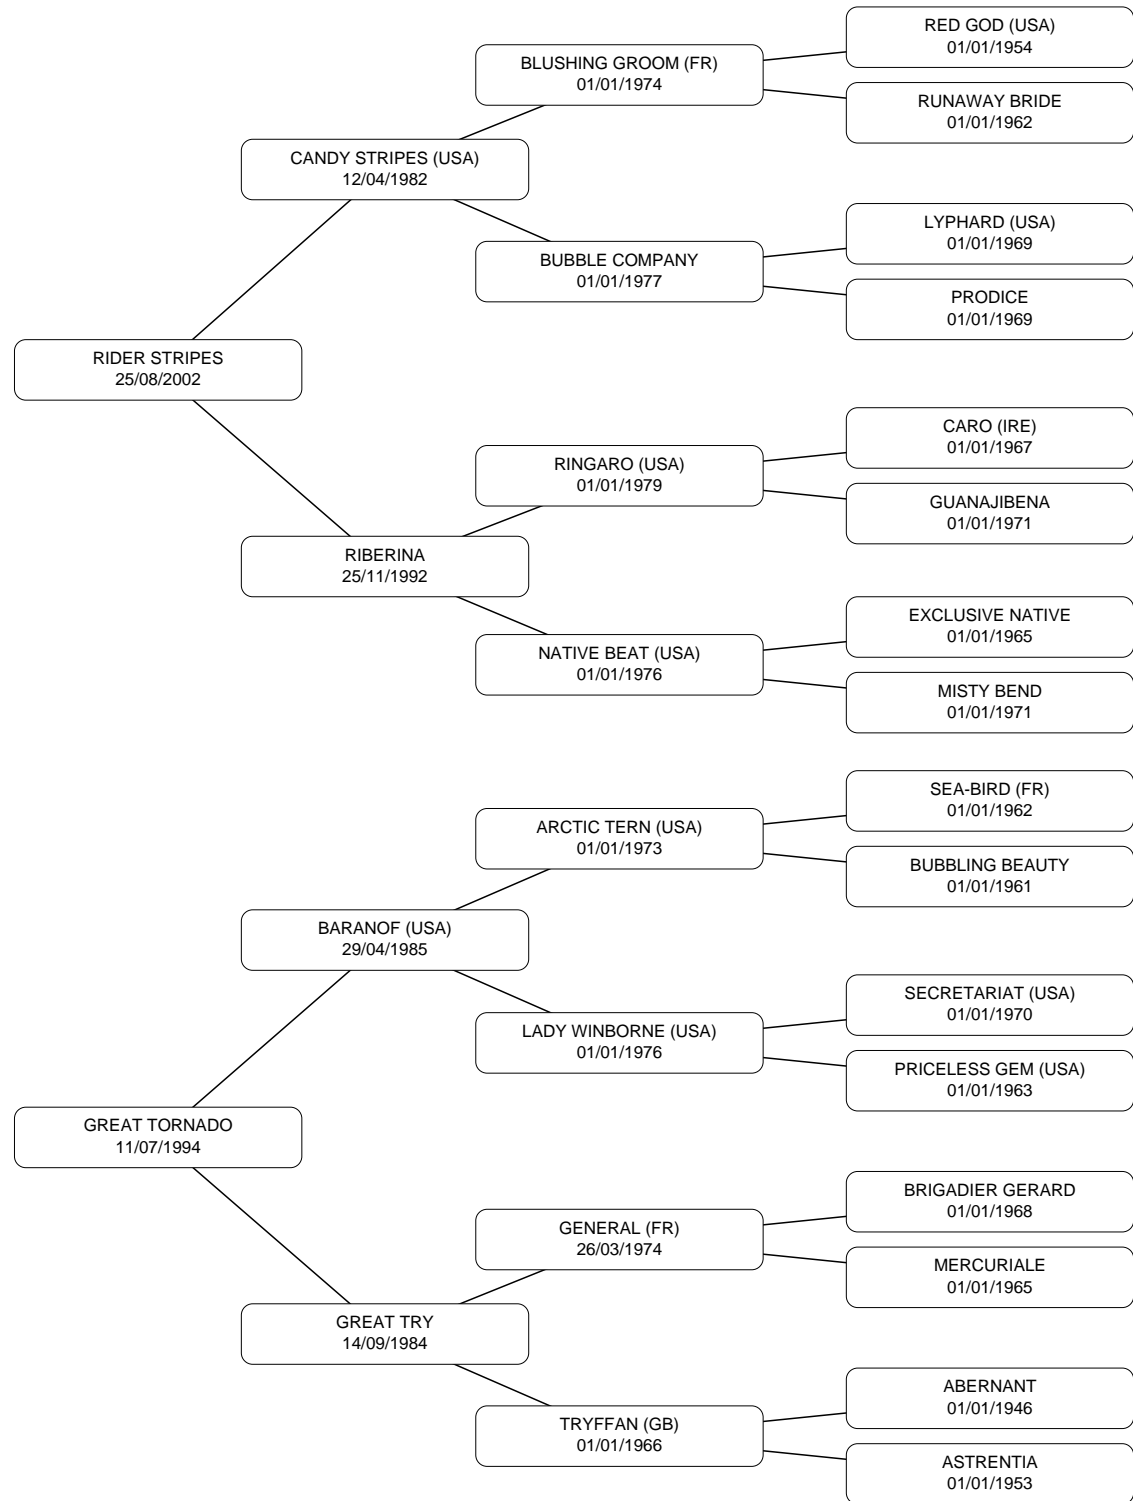 RED GOD (USA)
01/01/1954
BLUSHING GROOM (FR)
01/01/1974
RUNAWAY BRIDE
01/01/1962
CANDY STRIPES (USA)
12/04/1982
LYPHARD (USA)
01/01/1969
BUBBLE COMPANY
01/01/1977
PRODICE
01/01/1969
RIDER STRIPES
25/08/2002
CARO (IRE)
01/01/1967
RINGARO (USA)
01/01/1979
GUANAJIBENA
01/01/1971
RIBERINA
25/11/1992
EXCLUSIVE NATIVE
01/01/1965
NATIVE BEAT (USA)
01/01/1976
MISTY BEND
01/01/1971
SEA-BIRD (FR)
01/01/1962
ARCTIC TERN (USA)
01/01/1973
BUBBLING BEAUTY
01/01/1961
BARANOF (USA)
29/04/1985
SECRETARIAT (USA)
01/01/1970
LADY WINBORNE (USA)
01/01/1976
PRICELESS GEM (USA)
01/01/1963
GREAT TORNADO
11/07/1994
BRIGADIER GERARD
01/01/1968
GENERAL (FR)
26/03/1974
MERCURIALE
01/01/1965
GREAT TRY
14/09/1984
ABERNANT
01/01/1946
TRYFFAN (GB)
01/01/1966
ASTRENTIA
01/01/1953